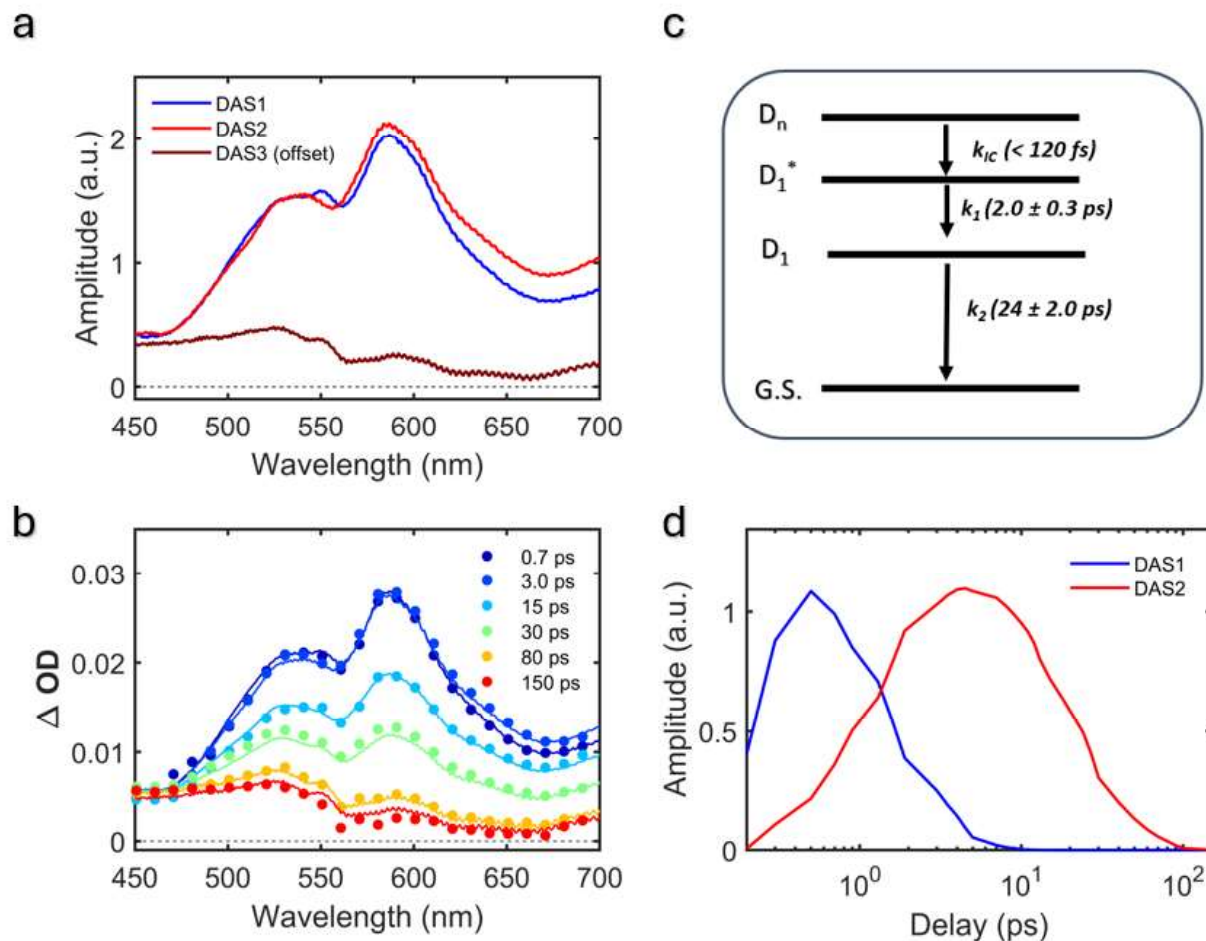 a
DAS1
DAS2
DAS3 (offset)
2
1
0
Amplitude (a.u.)
450 500 550 600 650 700
Wavelength (nm)
c
Dn
kIC (< 120 fs)
D1*
k1 (2.0 ± 0.3 ps)
D1
k2 (24 ± 2.0 ps)
G.S.
b
0.7 ps
3.0 ps
15 ps
30 ps
80 ps
150 ps
0.03
0.02
0.01
0
Δ OD
450 500 550 600 650 700
Wavelength (nm)
d
DAS1
DAS2
1
0.5
0
Amplitude (a.u.)
10^0 10^1 10^2
Delay (ps)